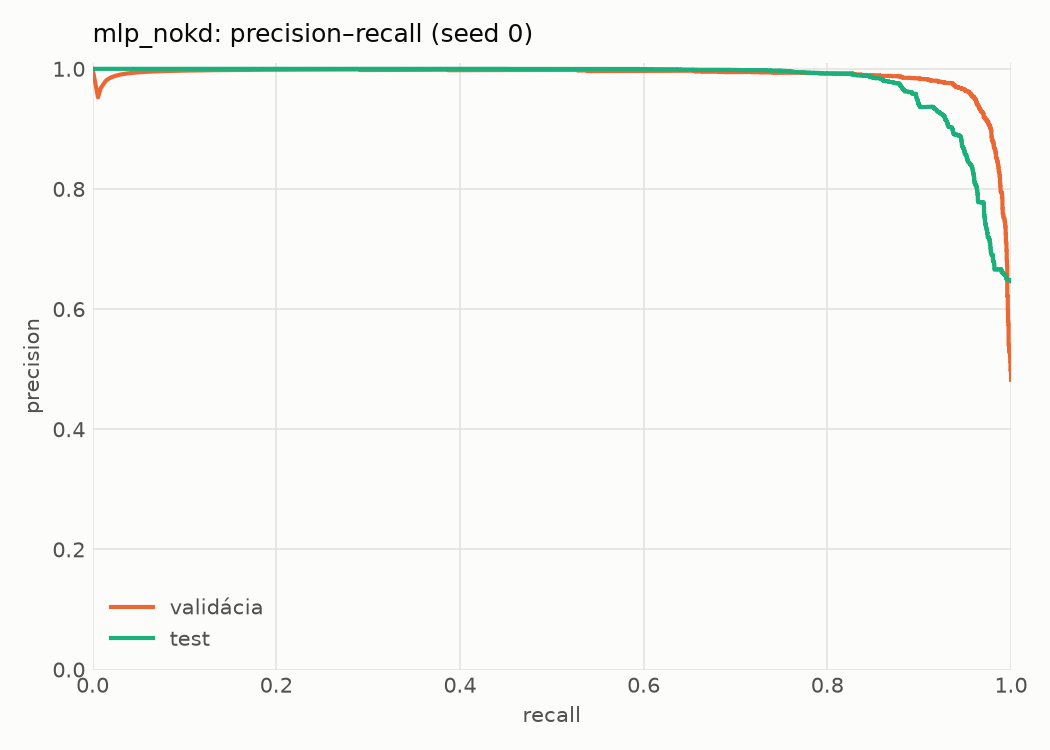 mlp_nokd: precision–recall (seed 0)
1.0
0.8
0.6
0.4
0.2
0.0
precision
validácia
test
0.0 0.2 0.4 0.6 0.8 1.0
recall